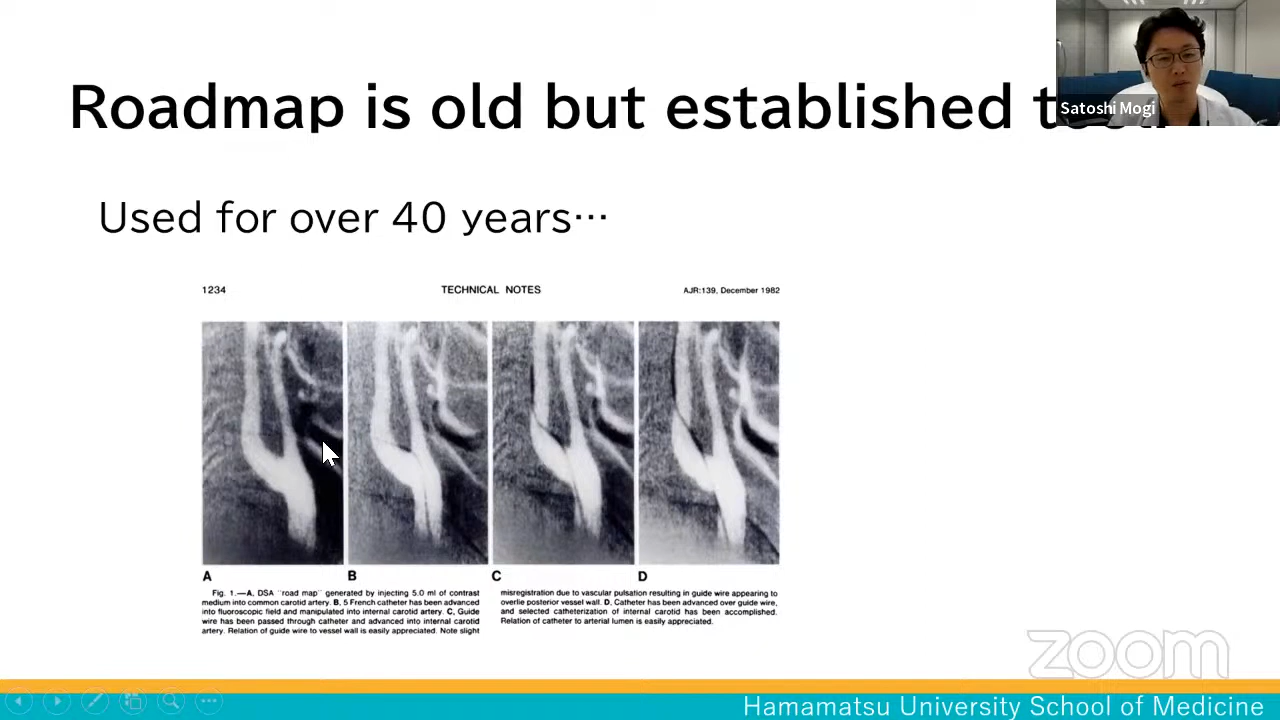 Roadmap is old but established
Satoshi Mogi
Used for over 40 years…
1234 TECHNICAL NOTES AJR:139, December 1982
A B C D
Fig. 1.—A, DSA "road map" generated by injecting 5.0 ml of contrast
medium into common carotid artery. B, 5 French catheter has been advanced
into fluoroscopic field and manipulated into internal carotid artery. C, Guide
wire has been passed through catheter and advanced into internal carotid
artery. Relation of guide wire to vessel wall is easily appreciated. Note slight
misregistration due to vascular pulsation resulting in guide wire appearing to
overlie posterior vessel wall. D, Catheter has been advanced over guide wire,
and selected catheterization of internal carotid has been accomplished.
Relation of catheter to arterial lumen is easily appreciated.
zoom
Hamamatsu University School of Medicine